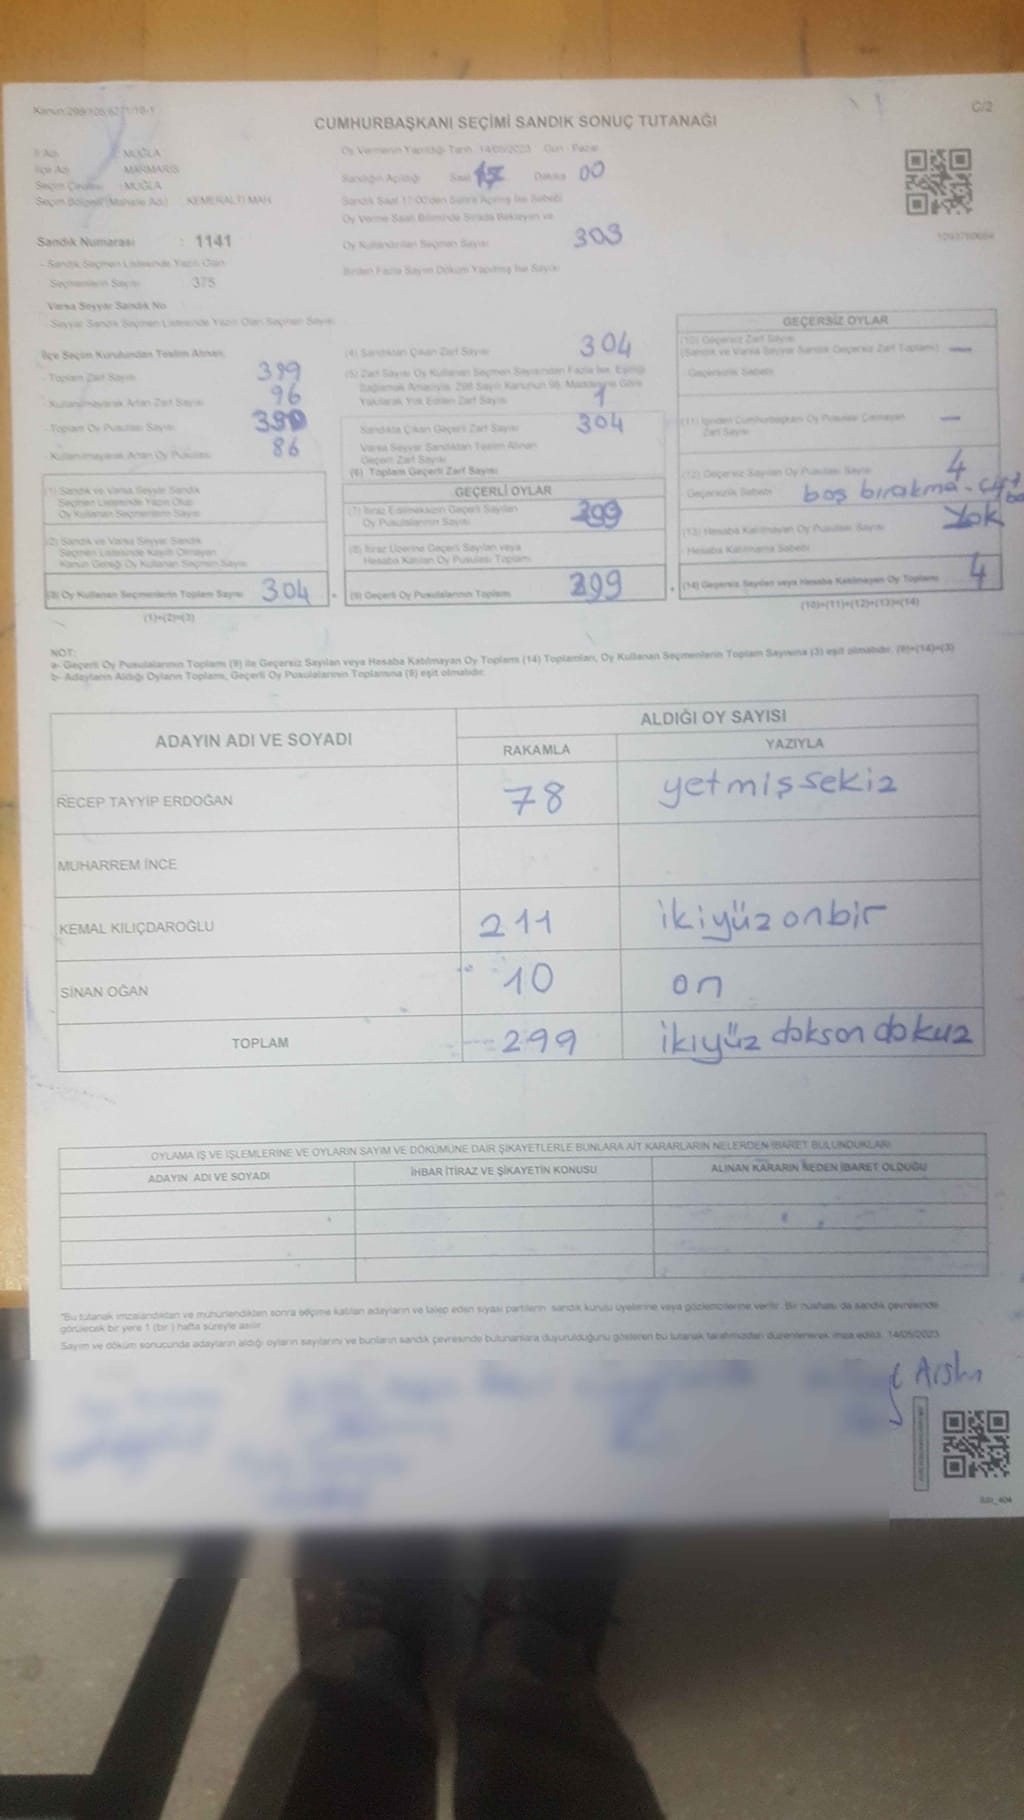 Kanun:298/105 6271/10-1
C/2
CUMHURBAŞKANI SEÇİMİ SANDIK SONUÇ TUTANAĞI
İl Adı : MUĞLA
İlçe Adı : MARMARİS
Seçim Çevresi : MUĞLA
Seçim Bölgesi (Mahalle Adı) : KEMERALTI MAH
Sandık Numarası : 1141
- Sandık Seçmen Listesinde Yazılı Olan
Seçmenlerin Sayısı : 375
Varsa Seyyar Sandık No
- Seyyar Sandık Seçmen Listesinde Yazılı Olan Seçmen Sayısı
Oy Vermenin Yapıldığı Tarih : 14/05/2023 Gün : Pazar
Sandığın Açıldığı Saat 17 Dakika 00
Sandık Saat 17:00'den Sonra Açılmış İse Sebebi
Oy Verme Saati Bitiminde Sırada Bekleyen ve
Oy Kullandırılan Seçmen Sayısı 303
Birden Fazla Sayım Döküm Yapılmış İse Sayısı
1093760664
İlçe Seçim Kurulundan Teslim Alınan;
- Toplam Zarf Sayısı 399
- Kullanılmayarak Artan Zarf Sayısı 96
- Toplam Oy Pusulası Sayısı 390
- Kullanılmayarak Artan Oy Pusulası 86
(4) Sandıktan Çıkan Zarf Sayısı 304
(5) Zarf Sayısı Oy Kullanan Seçmen Sayısından Fazla İse, Eşitliği
Sağlamak Amacıyla, 298 Sayılı Kanunun 98. Maddesine Göre
Yakılarak Yok Edilen Zarf Sayısı 1
Sandıkta Çıkan Geçerli Zarf Sayısı 304
Varsa Seyyar Sandıktan Teslim Alınan
Geçerli Zarf Sayısı
(6) Toplam Geçerli Zarf Sayısı
GEÇERSİZ OYLAR
(10) Geçersiz Zarf Sayısı
(Sandık ve Varsa Seyyar Sandık Geçersiz Zarf Toplamı) —
Geçersizlik Sebebi
(11) İçinden Cumhurbaşkanı Oy Pusulası Çıkmayan
Zarf Sayısı —
(12) Geçersiz Sayılan Oy Pusulası Sayısı 4
- Geçersizlik Sebebi boş bırakma - çift
(13) Hesaba Katılmayan Oy Pusulası Sayısı Yok
- Hesaba Katılmama Sebebi
(14) Geçersiz Sayılan veya Hesaba Katılmayan Oy Toplamı 4
(10)+(11)+(12)+(13)=(14)
(1) Sandık ve Varsa Seyyar Sandık
Seçmen Listesinde Yazılı Olup
Oy Kullanan Seçmenlerin Sayısı
(2) Sandık ve Varsa Seyyar Sandık
Seçmen Listesinde Kayıtlı Olmayan
Kanun Gereği Oy Kullanan Seçmen Sayısı
(3) Oy Kullanan Seçmenlerin Toplam Sayısı 304
(1)+(2)=(3)
GEÇERLİ OYLAR
(7) İtiraz Edilmeksizin Geçerli Sayılan
Oy Pusulalarının Sayısı 299
(8) İtiraz Üzerine Geçerli Sayılan veya
Hesaba Katılan Oy Pusulası Toplamı
(9) Geçerli Oy Pusulalarının Toplamı 299
NOT:
a- Geçerli Oy Pusulalarının Toplamı (9) ile Geçersiz Sayılan veya Hesaba Katılmayan Oy Toplamı (14) Toplamları, Oy Kullanan Seçmenlerin Toplam Sayısına (3) eşit olmalıdır. (9)+(14)=(3)
b- Adayların Aldığı Oyların Toplamı, Geçerli Oy Pusulalarının Toplamına (9) eşit olmalıdır.
ADAYIN ADI VE SOYADI
ALDIĞI OY SAYISI
RAKAMLA YAZIYLA
RECEP TAYYİP ERDOĞAN 78 yetmişsekiz
MUHARREM İNCE
KEMAL KILIÇDAROĞLU 211 ikiyüzonbir
SİNAN OĞAN 10 on
TOPLAM 299 ikiyüz dokson dokuz
OYLAMA İŞ VE İŞLEMLERİNE VE OYLARIN SAYIM VE DÖKÜMÜNE DAİR ŞİKAYETLERLE BUNLARA AİT KARARLARIN NELERDEN İBARET BULUNDUKLARI
ADAYIN ADI VE SOYADI İHBAR İTİRAZ VE ŞİKAYETİN KONUSU ALINAN KARARIN NEDEN İBARET OLDUĞU
"Bu tutanak imzalandıktan ve mühürlendikten sonra seçime katılan adayların ve talep eden siyasi partilerin sandık kurulu üyelerine veya gözlemcilerine verilir. Bir nüshası da sandık çevresinde
görülecek bir yere 1 (bir) hafta süreyle asılır.
Sayım ve döküm sonucunda adayların aldığı oyların sayılarını ve bunların sandık çevresinde bulunanlara duyurulduğunu gösteren bu tutanak tarafımızdan düzenlenerek imza edildi. 14/05/2023